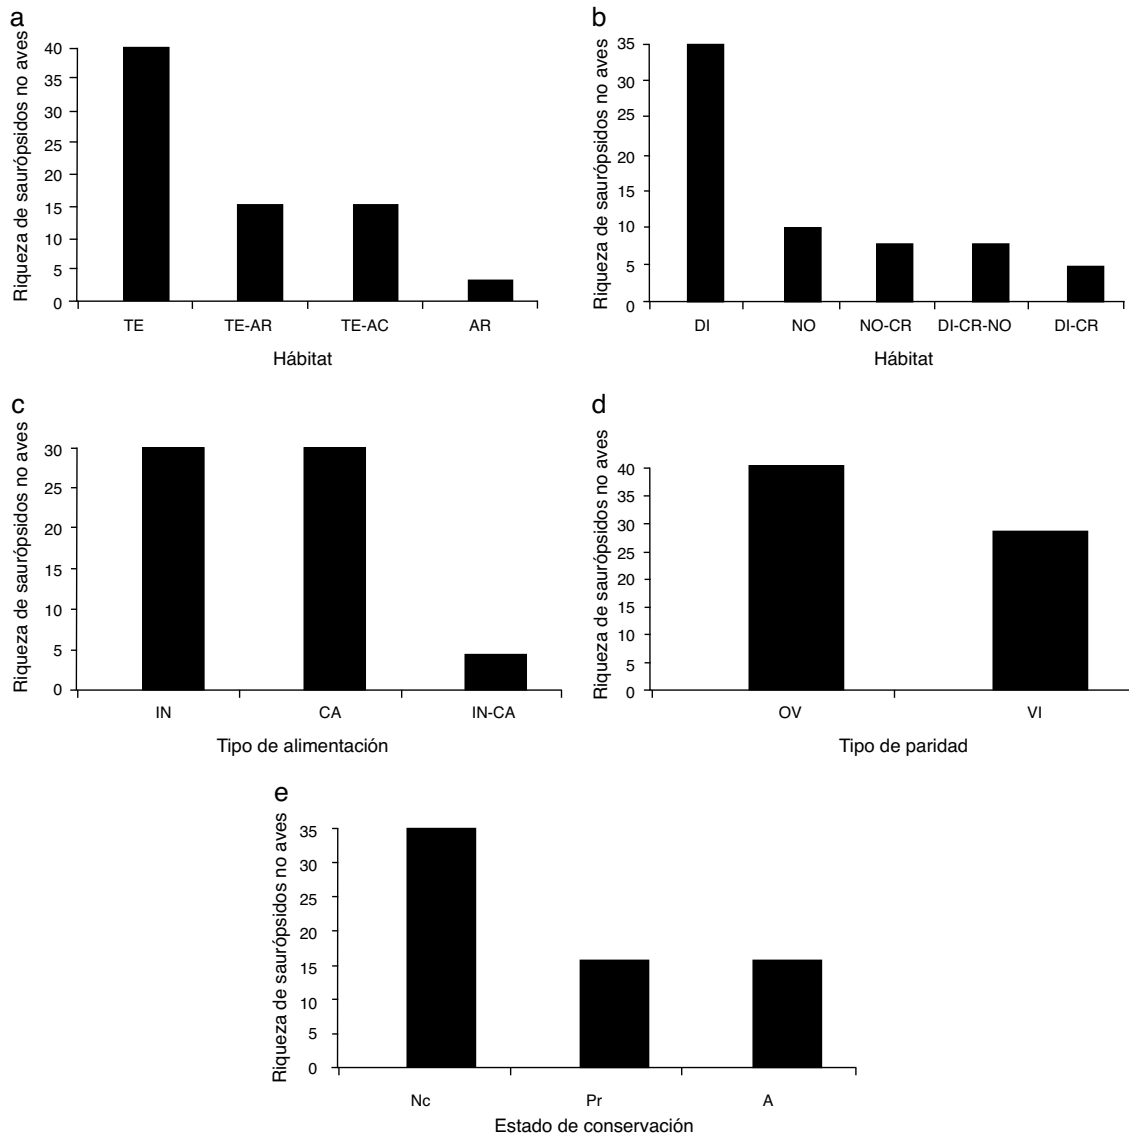 a
Riqueza de saurópsidos no aves
40
35
30
25
20
15
10
5
0
TE TE-AR TE-AC AR
Hábitat
b
Riqueza de saurópsidos no aves
35
30
25
20
15
10
5
0
DI NO NO-CR DI-CR-NO DI-CR
Hábitat
c
Riqueza de saurópsidos no aves
30
25
20
15
10
5
0
IN CA IN-CA
Tipo de alimentación
d
Riqueza de saurópsidos no aves
40
35
30
25
20
15
10
5
0
OV VI
Tipo de paridad
e
Riqueza de saurópsidos no aves
35
30
25
20
15
10
5
0
Nc Pr A
Estado de conservación